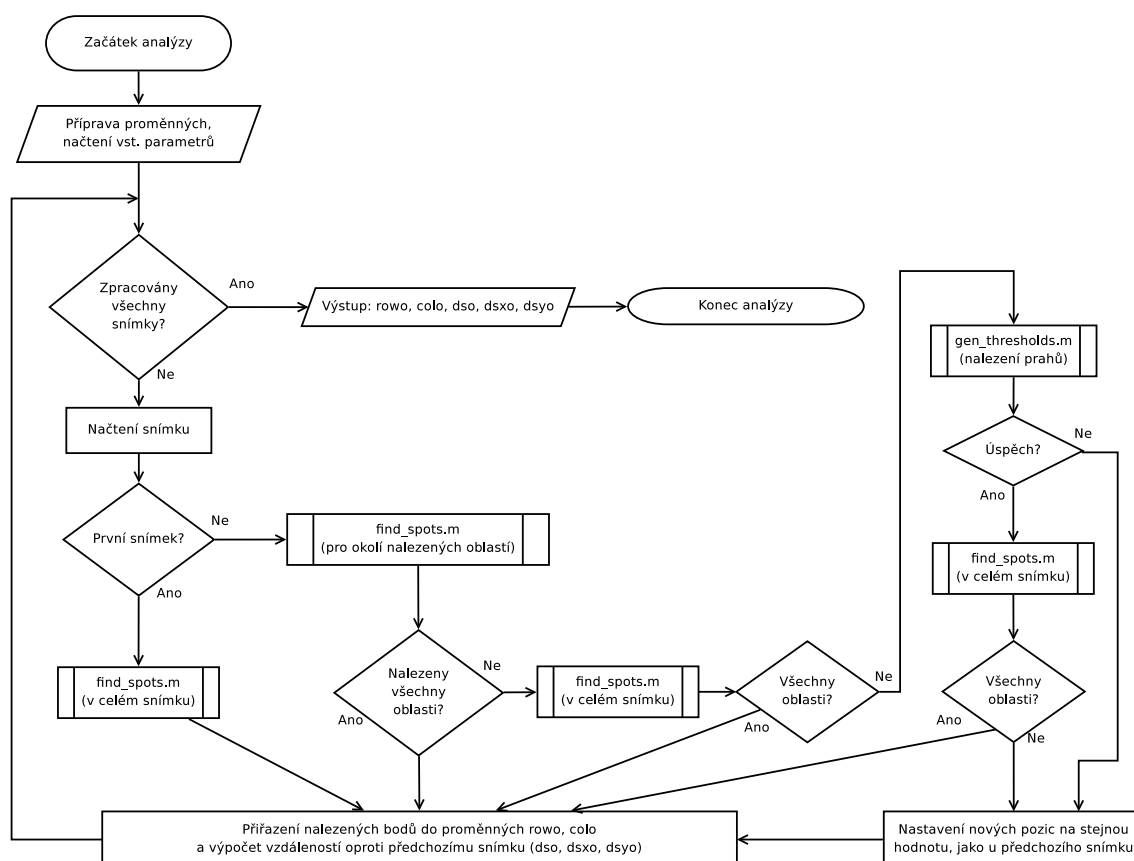 Začátek analýzy
Příprava proměnných,
načtení vst. parametrů
Zpracovány
všechny
snímky?
Ano
Výstup: rowo, colo, dso, dsxo, dsyo
Konec analýzy
Ne
Načtení snímku
První snímek?
Ne
find_spots.m
(pro okolí nalezených oblastí)
Ano
find_spots.m
(v celém snímku)
Nalezeny
všechny
oblasti?
Ne
Ano
find_spots.m
(v celém snímku)
Všechny
oblasti?
Ne
Ano
gen_thresholds.m
(nalezení prahů)
Úspěch?
Ne
Ano
find_spots.m
(v celém snímku)
Všechny
oblasti?
Ano
Ne
Přiřazení nalezených bodů do proměnných rowo, colo
a výpočet vzdáleností oproti předchozímu snímku (dso, dsxo, dsyo)
Nastavení nových pozic na stejnou
hodnotu, jako u předchozího snímku